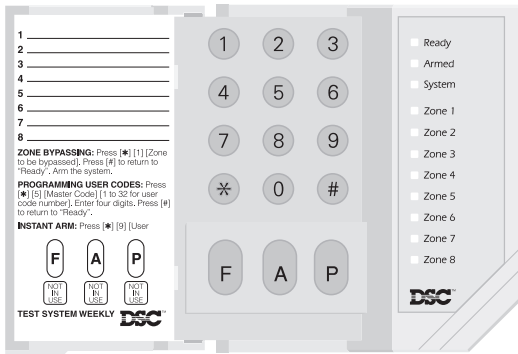 1
2
3
4
5
6
7
8
ZONE BYPASSING: Press [✱] [1] [Zone
to be bypassed]. Press [#] to return to
“Ready”. Arm the system.
PROGRAMMING USER CODES: Press
[✱] [5] [Master Code] [1 to 32 for user
code number]. Enter four digits. Press [#]
to return to “Ready”.
INSTANT ARM: Press [✱] [9] [User
F A P
NOT IN USE
NOT IN USE
NOT IN USE
TEST SYSTEM WEEKLY DSC™
1 2 3
4 5 6
7 8 9
✱ 0 #
F A P
Ready
Armed
System
Zone 1
Zone 2
Zone 3
Zone 4
Zone 5
Zone 6
Zone 7
Zone 8
DSC™